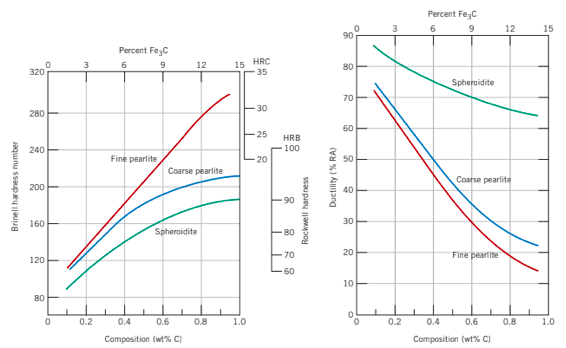 Percent Fe3C
0 3 6 9 12 15 HRC
320
280
240
200
160
120
80
Brinell hardness number
Fine pearlite
Coarse pearlite
Spheroidite
35
30
25
20
HRB
100
90
80
70
60
Rockwell hardness
0 0.2 0.4 0.6 0.8 1.0
Composition (wt% C)
Percent Fe3C
0 3 6 9 12 15
90
80
70
60
50
40
30
20
10
0
Ductility (% RA)
Spheroidite
Coarse pearlite
Fine pearlite
0 0.2 0.4 0.6 0.8 1.0
Composition (wt% C)